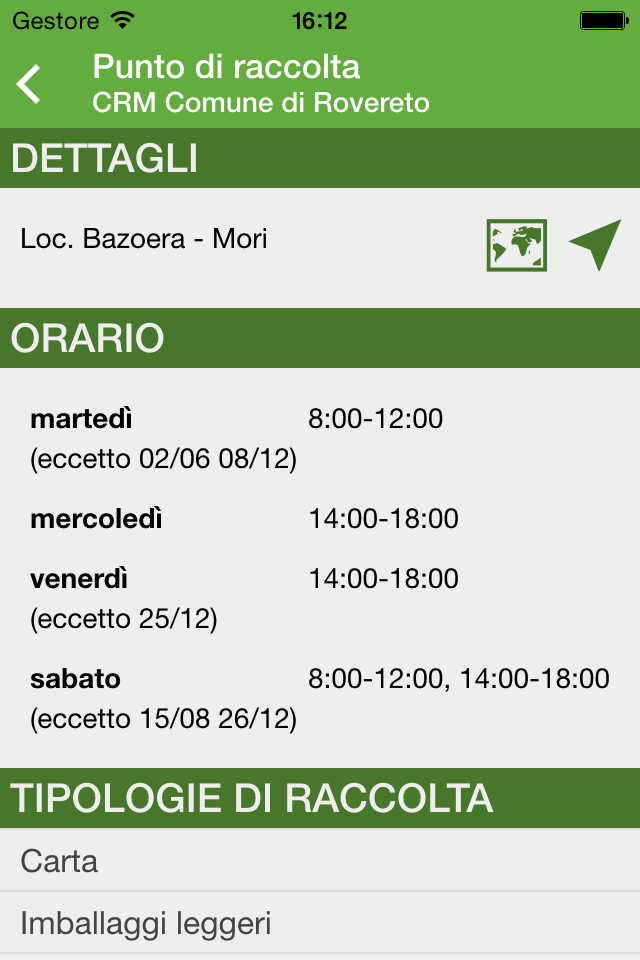 Gestore 16:12
Punto di raccolta
CRM Comune di Rovereto
DETTAGLI
Loc. Bazoera - Mori
ORARIO
martedì 8:00-12:00
(eccetto 02/06 08/12)
mercoledì 14:00-18:00
venerdì 14:00-18:00
(eccetto 25/12)
sabato 8:00-12:00, 14:00-18:00
(eccetto 15/08 26/12)
TIPOLOGIE DI RACCOLTA
Carta
Imballaggi leggeri